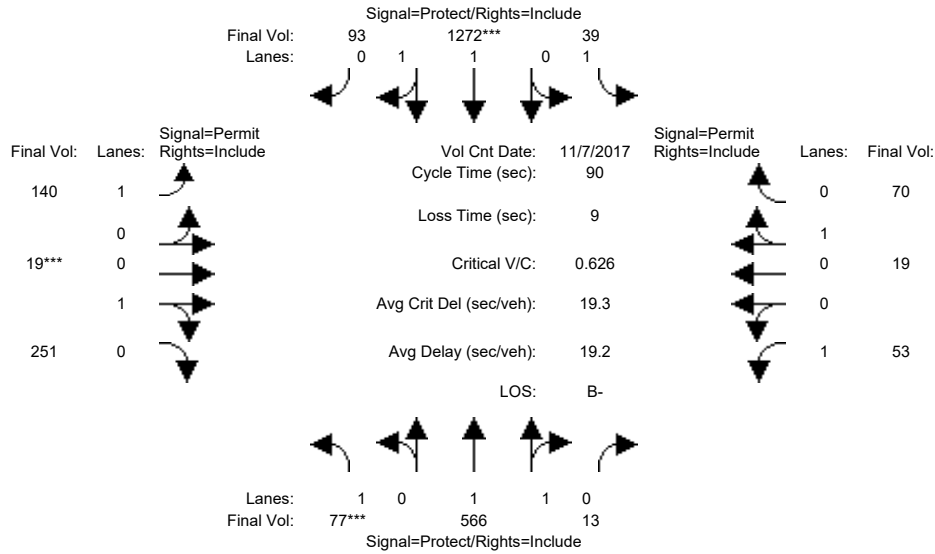 Signal=Protect/Rights=Include
Final Vol: 93 1272*** 39
Lanes: 0 1 1 0 1
Signal=Permit Signal=Permit
Final Vol: Lanes: Rights=Include Vol Cnt Date: 11/7/2017 Rights=Include Lanes: Final Vol:
Cycle Time (sec): 90
140 1 0 70
Loss Time (sec): 9
0 1
19*** 0 Critical V/C: 0.626 0 19
1 Avg Crit Del (sec/veh): 19.3 0
251 0 Avg Delay (sec/veh): 19.2 1 53
LOS: B-
Lanes: 1 0 1 1 0
Final Vol: 77*** 566 13
Signal=Protect/Rights=Include